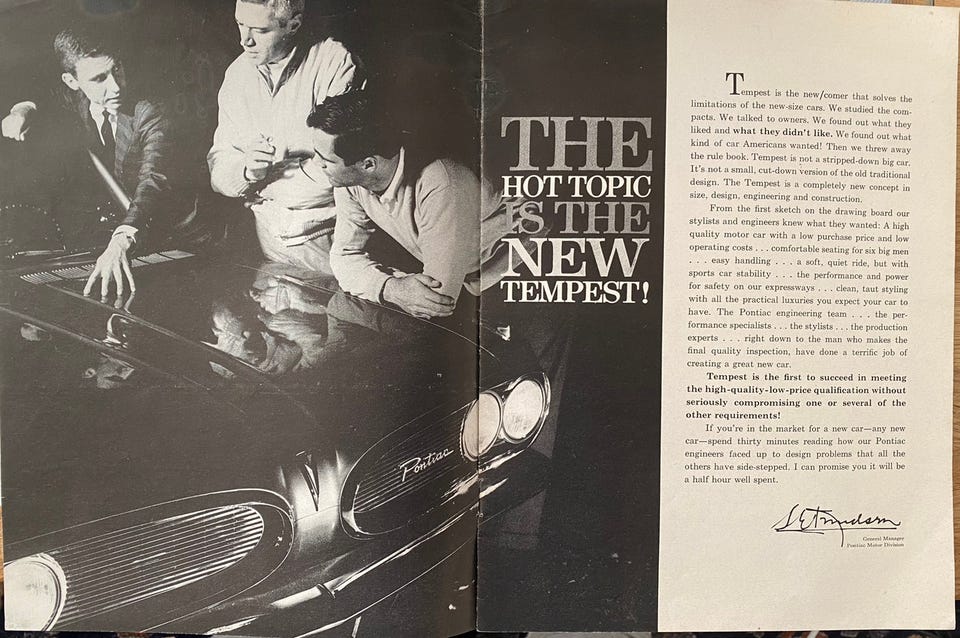 THE
HOT TOPIC
IS THE
NEW
TEMPEST!
Pontiac
Tempest is the new/comer that solves the
limitations of the new-size cars. We studied the com-
pacts. We talked to owners. We found out what they
liked and what they didn't like. We found out what
kind of car Americans wanted! Then we threw away
the rule book. Tempest is not a stripped-down big car.
It's not a small, cut-down version of the old traditional
design. The Tempest is a completely new concept in
size, design, engineering and construction.
From the first sketch on the drawing board our
stylists and engineers knew what they wanted: A high
quality motor car with a low purchase price and low
operating costs . . . comfortable seating for six big men
. . . easy handling . . . a soft, quiet ride, but with
sports car stability . . . the performance and power
for safety on our expressways . . . clean, taut styling
with all the practical luxuries you expect your car to
have. The Pontiac engineering team . . . the per-
formance specialists . . . the stylists . . . the production
experts . . . right down to the man who makes the
final quality inspection, have done a terrific job of
creating a great new car.
Tempest is the first to succeed in meeting
the high-quality-low-price qualification without
seriously compromising one or several of the
other requirements!
If you're in the market for a new car—any new
car—spend thirty minutes reading how our Pontiac
engineers faced up to design problems that all the
others have side-stepped. I can promise you it will be
a half hour well spent.
General Manager
Pontiac Motor Division